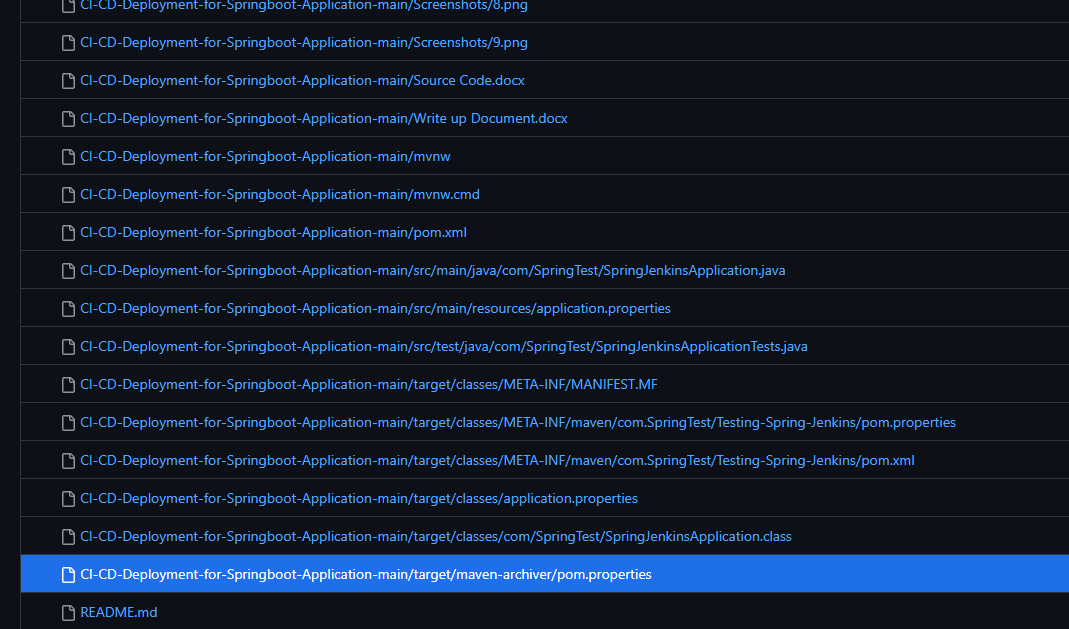 CI-CD-Deployment-for-Springboot-Application-main/Screenshots/8.png
CI-CD-Deployment-for-Springboot-Application-main/Screenshots/9.png
CI-CD-Deployment-for-Springboot-Application-main/Source Code.docx
CI-CD-Deployment-for-Springboot-Application-main/Write up Document.docx
CI-CD-Deployment-for-Springboot-Application-main/mvnw
CI-CD-Deployment-for-Springboot-Application-main/mvnw.cmd
CI-CD-Deployment-for-Springboot-Application-main/pom.xml
CI-CD-Deployment-for-Springboot-Application-main/src/main/java/com/SpringTest/SpringJenkinsApplication.java
CI-CD-Deployment-for-Springboot-Application-main/src/main/resources/application.properties
CI-CD-Deployment-for-Springboot-Application-main/src/test/java/com/SpringTest/SpringJenkinsApplicationTests.java
CI-CD-Deployment-for-Springboot-Application-main/target/classes/META-INF/MANIFEST.MF
CI-CD-Deployment-for-Springboot-Application-main/target/classes/META-INF/maven/com.SpringTest/Testing-Spring-Jenkins/pom.properties
CI-CD-Deployment-for-Springboot-Application-main/target/classes/META-INF/maven/com.SpringTest/Testing-Spring-Jenkins/pom.xml
CI-CD-Deployment-for-Springboot-Application-main/target/classes/application.properties
CI-CD-Deployment-for-Springboot-Application-main/target/classes/com/SpringTest/SpringJenkinsApplication.class
CI-CD-Deployment-for-Springboot-Application-main/target/maven-archiver/pom.properties
README.md